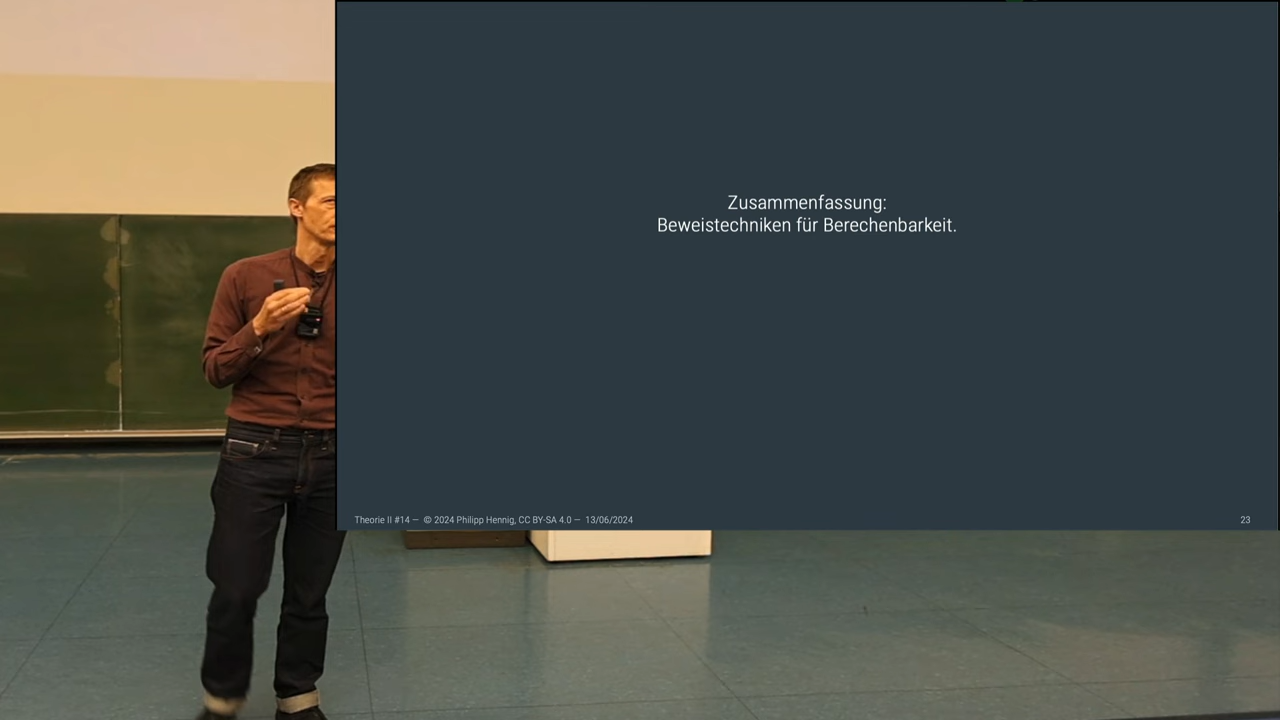 Zusammenfassung:
Beweistechniken für Berechenbarkeit.
Theorie II #14 — © 2024 Philipp Hennig, CC BY-SA 4.0 — 13/06/2024
23